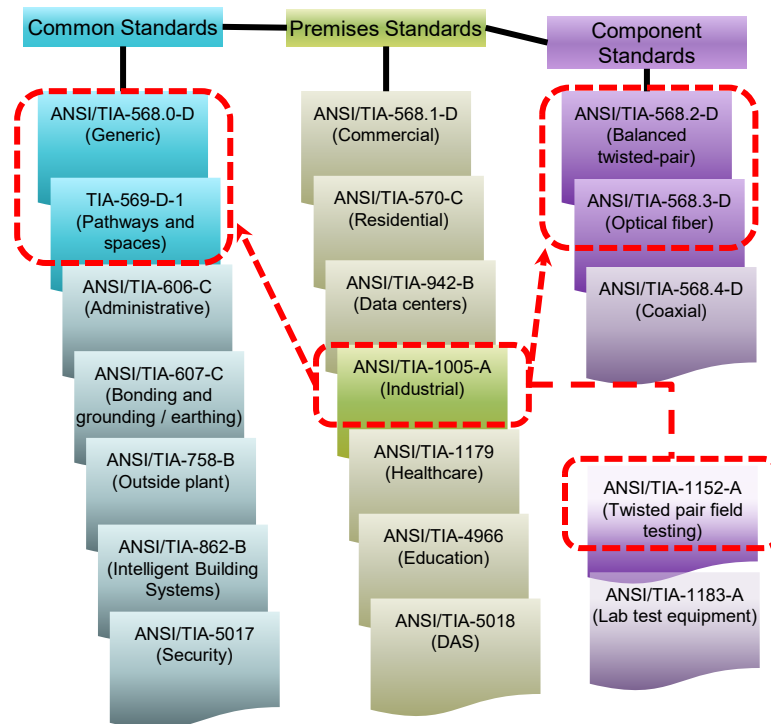 Common Standards
Premises Standards
Component
Standards
ANSI/TIA-568.0-D
(Generic)
TIA-569-D-1
(Pathways and
spaces)
ANSI/TIA-606-C
(Administrative)
ANSI/TIA-607-C
(Bonding and
grounding / earthing)
ANSI/TIA-758-B
(Outside plant)
ANSI/TIA-862-B
(Intelligent Building
Systems)
ANSI/TIA-5017
(Security)
ANSI/TIA-568.1-D
(Commercial)
ANSI/TIA-570-C
(Residential)
ANSI/TIA-942-B
(Data centers)
ANSI/TIA-1005-A
(Industrial)
ANSI/TIA-1179
(Healthcare)
ANSI/TIA-4966
(Education)
ANSI/TIA-5018
(DAS)
ANSI/TIA-568.2-D
(Balanced
twisted-pair)
ANSI/TIA-568.3-D
(Optical fiber)
ANSI/TIA-568.4-D
(Coaxial)
ANSI/TIA-1152-A
(Twisted pair field
testing)
ANSI/TIA-1183-A
(Lab test equipment)